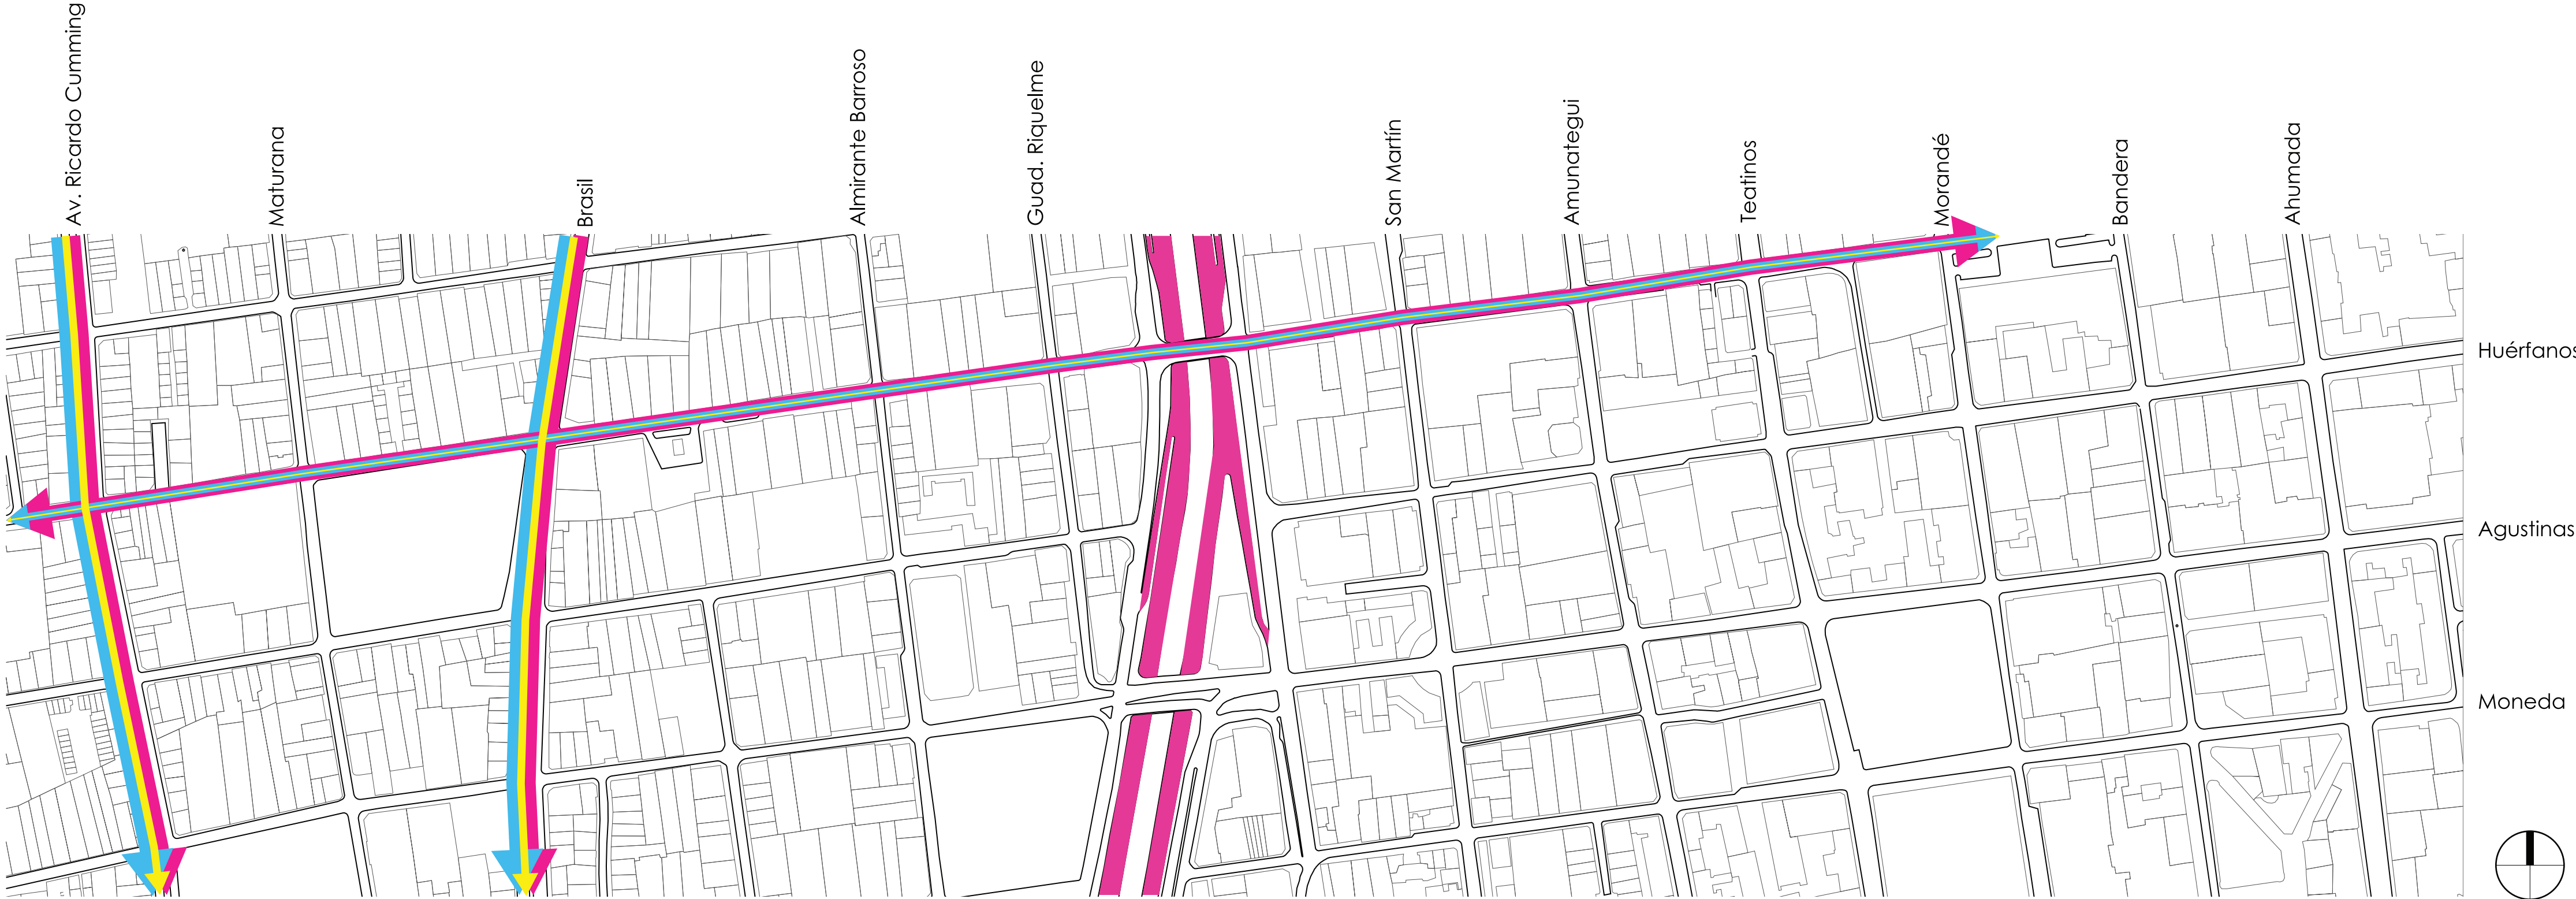 Av. Ricardo Cumming
Maturana
Brasil
Almirante Barroso
Guad. Riquelme
San Martín
Amunategui
Teatinos
Morandé
Bandera
Ahumada
Huérfanos
Agustinas
Moneda